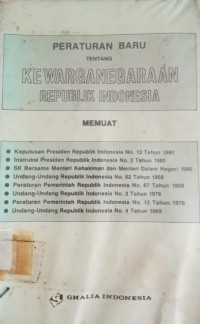 PERATURAN BARU
TENTANG
KEWARGANEGARAAN
REPUBLIK INDONESIA
MEMUAT
Keputusan Presiden Republik Indonesia No. 13 Tahun 1980
Instruksi Presiden Republik Indonesia No. 2 Tahun 1980
SK Bersama Menteri Kehakiman dan Menteri Dalam Negeri 1980
Undang-Undang Republik Indonesia No. 62 Tahun 1958
Peraturan Pemerintah Republik Indonesia No. 67 Tahun 1958
Undang-Undang Republik Indonesia No. 3 Tahun 1976
Peraturan Pemerintah Republik Indonesia No. 13 Tahun 1976
Undang-Undang Republik Indonesia No. 4 Tahun 1969
GHALIA INDONESIA